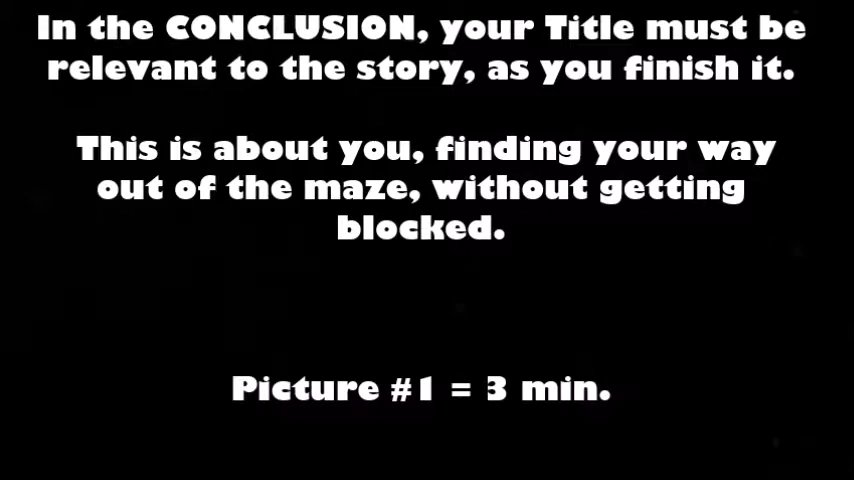 In the CONCLUSION, your Title must be
relevant to the story, as you finish it.
This is about you, finding your way
out of the maze, without getting
blocked.
Picture #1 = 3 min.